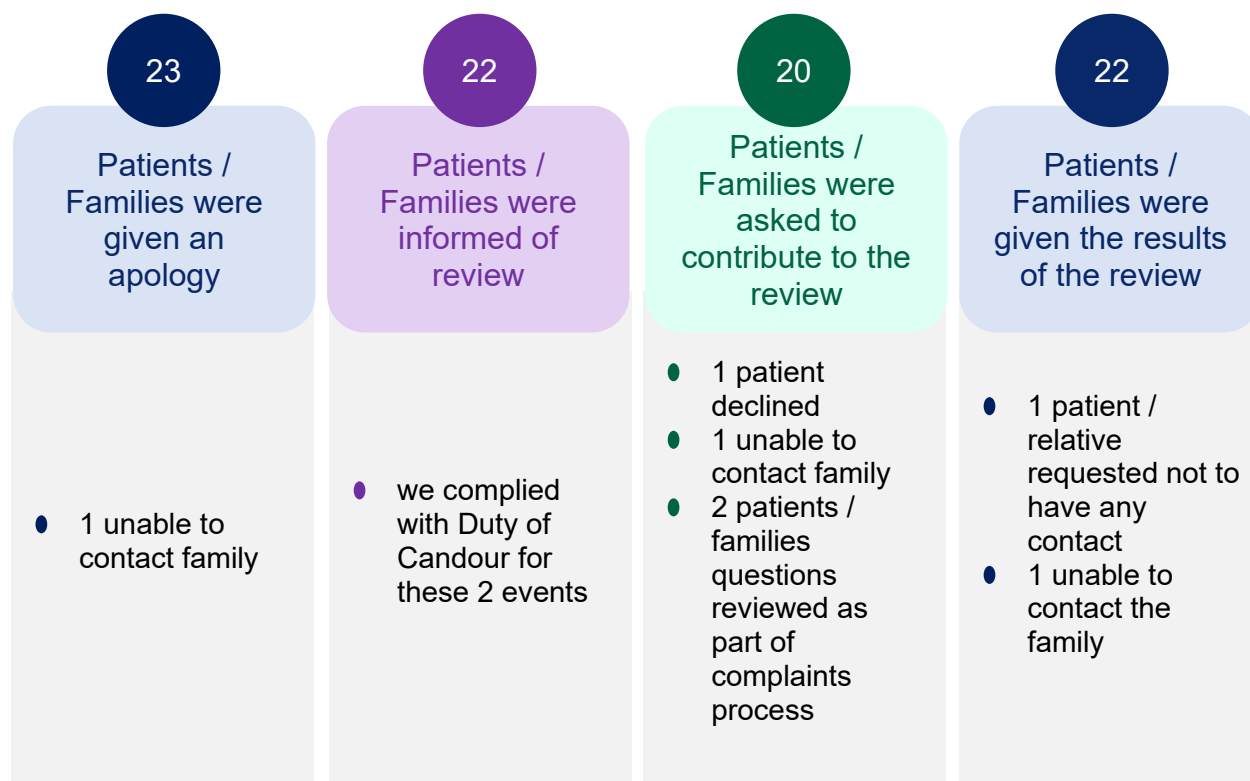 23
Patients /
Families were
given an
apology
1 unable to
contact family
22
Patients /
Families were
informed of
review
we complied
with Duty of
Candour for
these 2 events
20
Patients /
Families were
asked to
contribute to the
review
1 patient
declined
1 unable to
contact family
2 patients /
families
questions
reviewed as
part of
complaints
process
22
Patients /
Families were
given the results
of the review
1 patient /
relative
requested not to
have any
contact
1 unable to
contact the
family